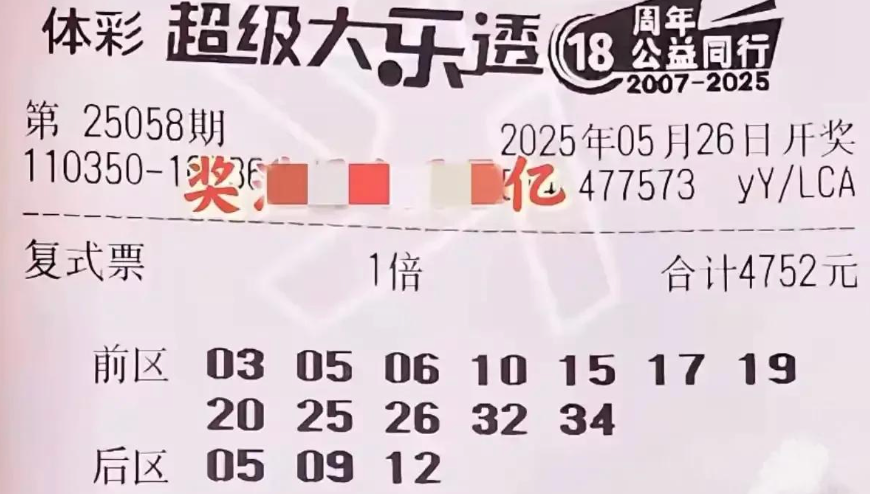 体彩 超级大乐透 18 周年
公益同行
2007-2025
第 25058期 2025年05月26日开奖
110350-1 奖 亿 477573 yY/LCA
复式票 1倍 合计4752元
前区 03 05 06 10 15 17 19
20 25 26 32 34
后区 05 09 12